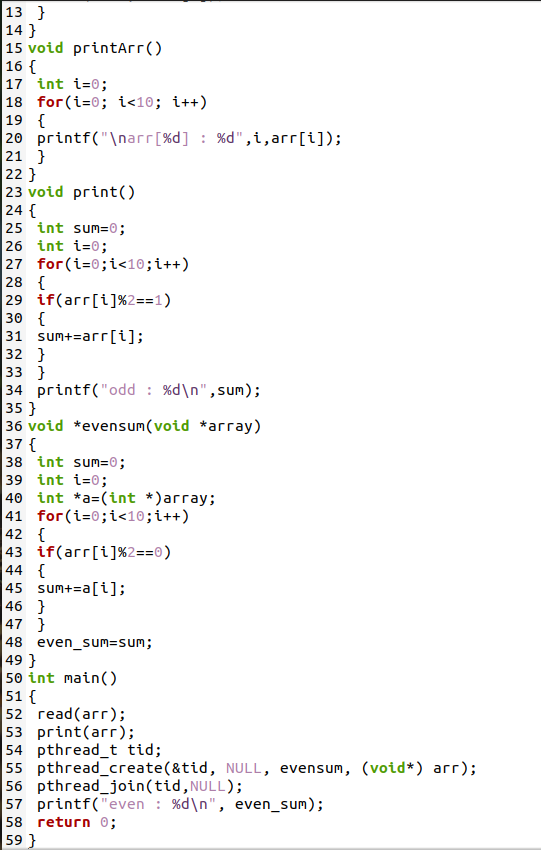 13 }
14 }
15 void printArr()
16 {
17 int i=0;
18 for(i=0; i<10; i++)
19 {
20 printf("\narr[%d] : %d",i,arr[i]);
21 }
22 }
23 void print()
24 {
25 int sum=0;
26 int i=0;
27 for(i=0;i<10;i++)
28 {
29 if(arr[i]%2==1)
30 {
31 sum+=arr[i];
32 }
33 }
34 printf("odd : %d\n",sum);
35 }
36 void *evensum(void *array)
37 {
38 int sum=0;
39 int i=0;
40 int *a=(int *)array;
41 for(i=0;i<10;i++)
42 {
43 if(arr[i]%2==0)
44 {
45 sum+=a[i];
46 }
47 }
48 even_sum=sum;
49 }
50 int main()
51 {
52 read(arr);
53 print(arr);
54 pthread_t tid;
55 pthread_create(&tid, NULL, evensum, (void*) arr);
56 pthread_join(tid,NULL);
57 printf("even : %d\n", even_sum);
58 return 0;
59 }